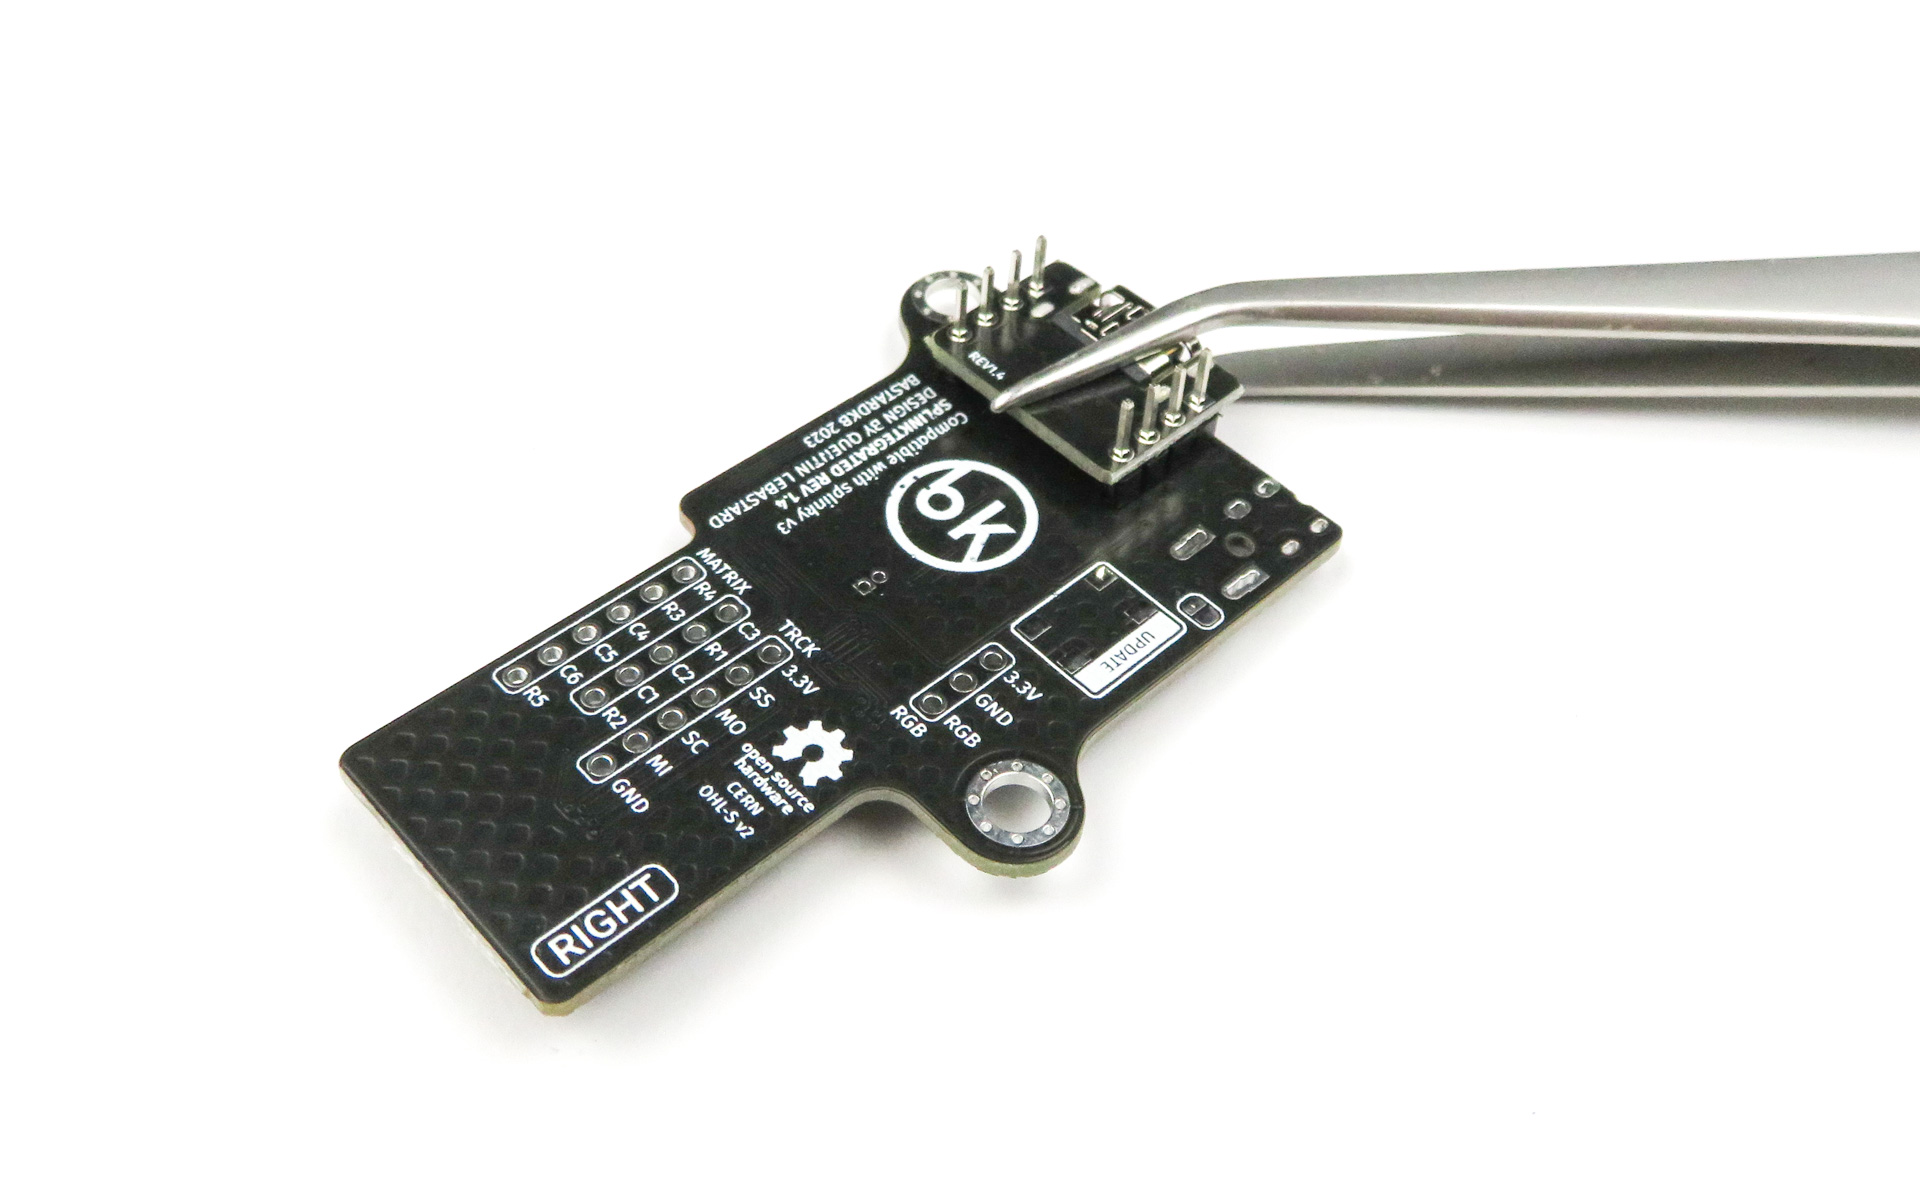 REV1.4
Compatible with splinky v3
SPLINKTEGRATED REV 1.4
DESIGN BY QUENTIN LEBASTARD
BASTARDKB 2023
bk
MATRIX
R4
R3
C4
C5
C6
R5
C3
R1
C2
C1
R2
TRCK
3.3V
SS
MO
SC
MI
GND
3.3V
GND
RGB
RGB
UPDATE
open source
hardware
CERN
OHL-S v2
RIGHT